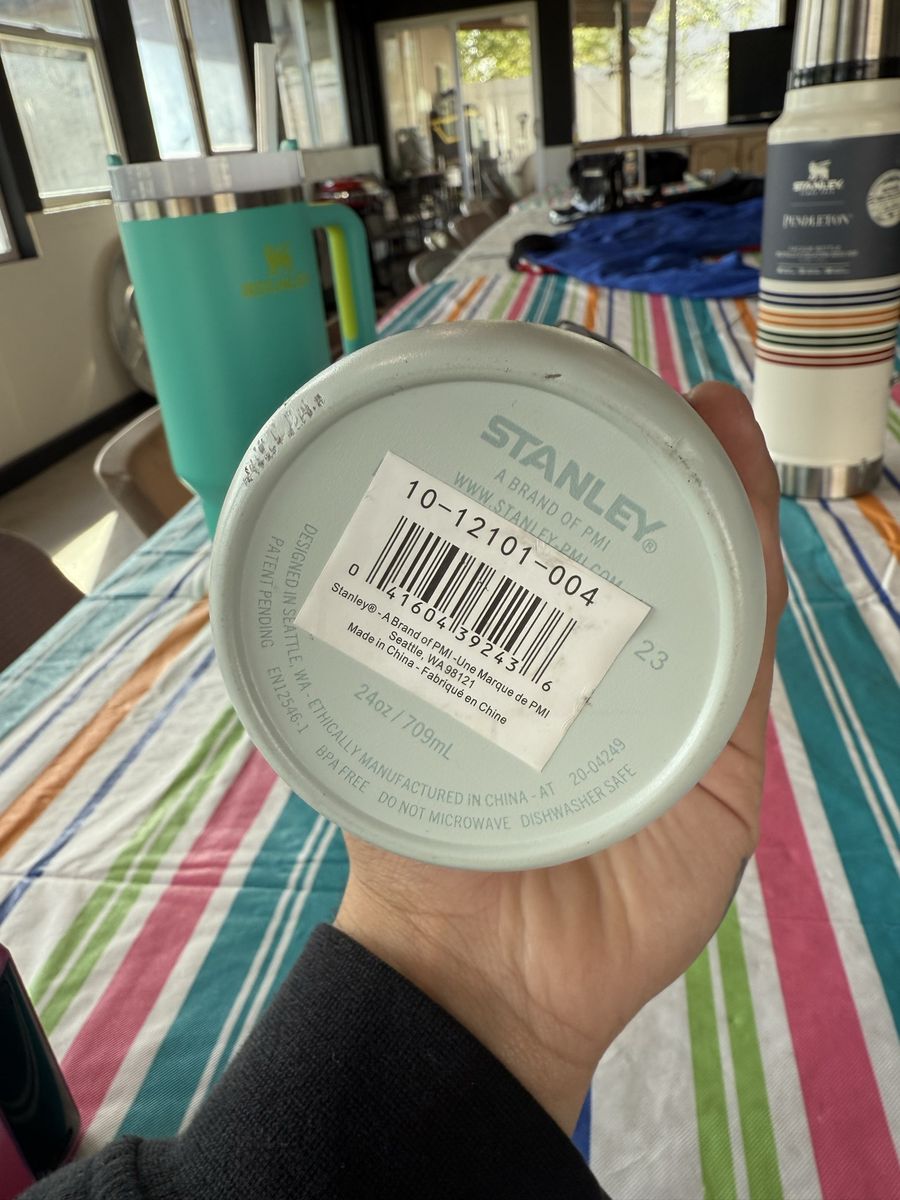 STANLEY
STANLEY
PENDLETON
STANLEY®
A BRAND OF PMI
WWW.STANLEY-PMI.COM
10-12101-004
0 41604 39243 6
Stanley® - A Brand of PMI -Une Marque de PMI
Seattle, WA 98121
Made in China - Fabriqué en Chine
23
24oz / 709mL
DESIGNED IN SEATTLE, WA - ETHICALLY MANUFACTURED IN CHINA - AT 20-04249
PATENT PENDING EN12546-1 BPA FREE DO NOT MICROWAVE DISHWASHER SAFE